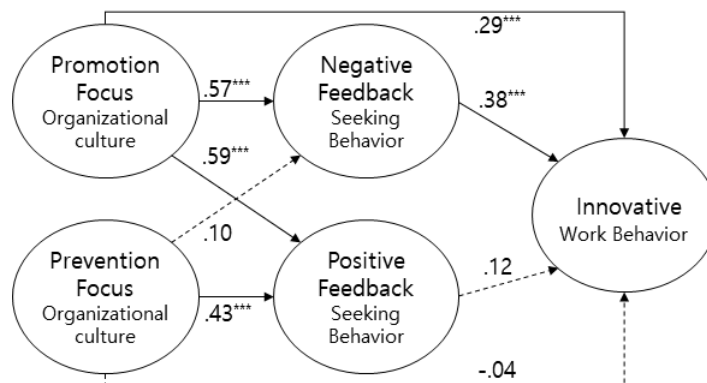 .29***
Promotion
Focus
Organizational
culture
.57***
Negative
Feedback
Seeking
Behavior
.38***
.59***
Innovative
Work Behavior
.10
Prevention
Focus
Organizational
culture
.43***
Positive
Feedback
Seeking
Behavior
.12
-.04